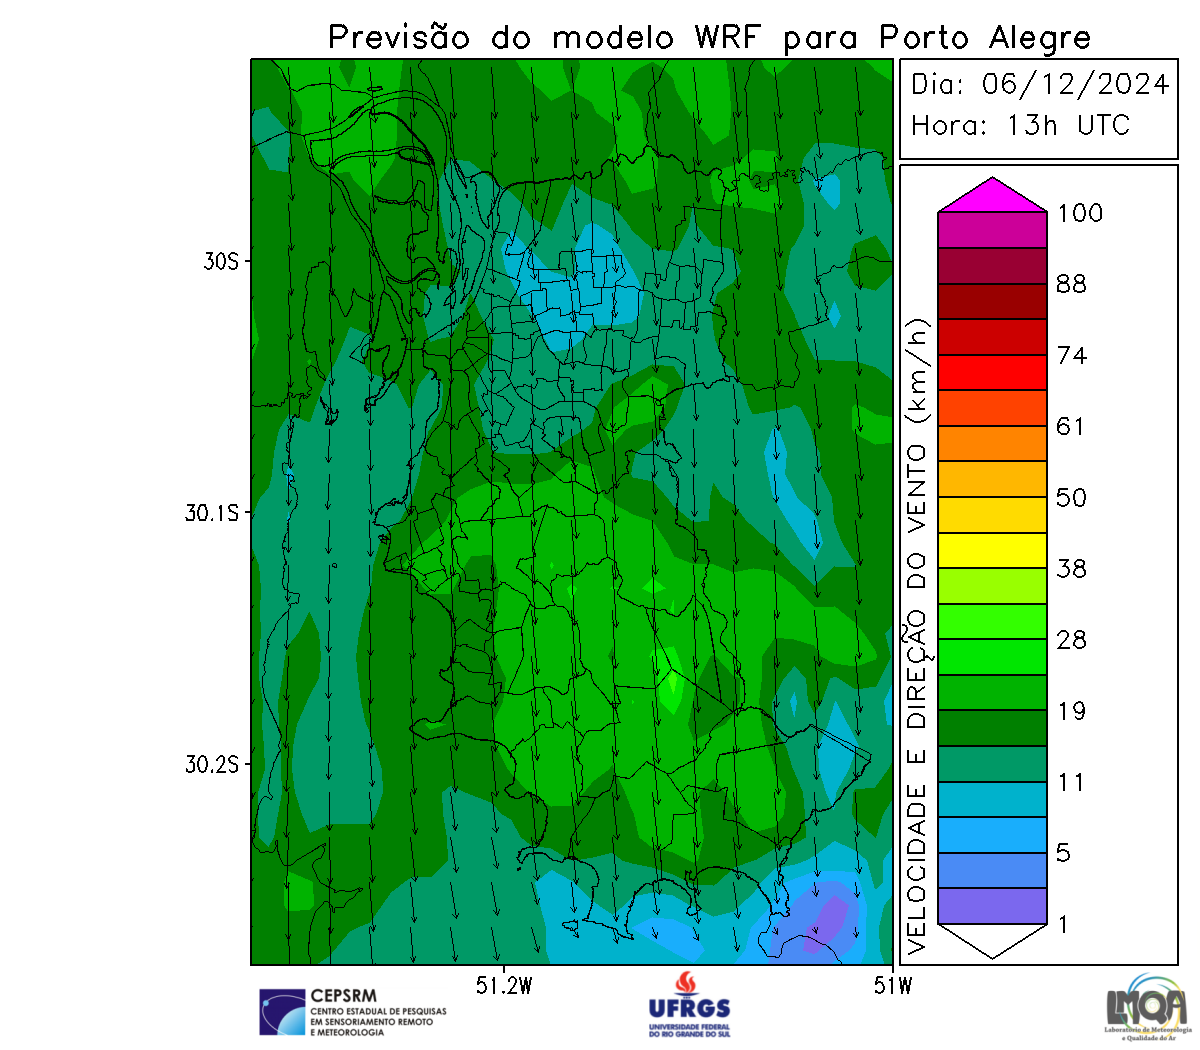 Previsão do modelo WRF para Porto Alegre
Dia: 06/12/2024
Hora: 13h UTC
30S
30.1S
30.2S
51.2W
51W
VELOCIDADE E DIREÇÃO DO VENTO (km/h)
100
88
74
61
50
38
28
19
11
5
1
CEPSRM
CENTRO ESTADUAL DE PESQUISAS
EM SENSORIAMENTO REMOTO
E METEOROLOGIA
UFRGS
UNIVERSIDADE FEDERAL
DO RIO GRANDE DO SUL
LMQA
Laboratório de Meteorologia
e Qualidade do Ar